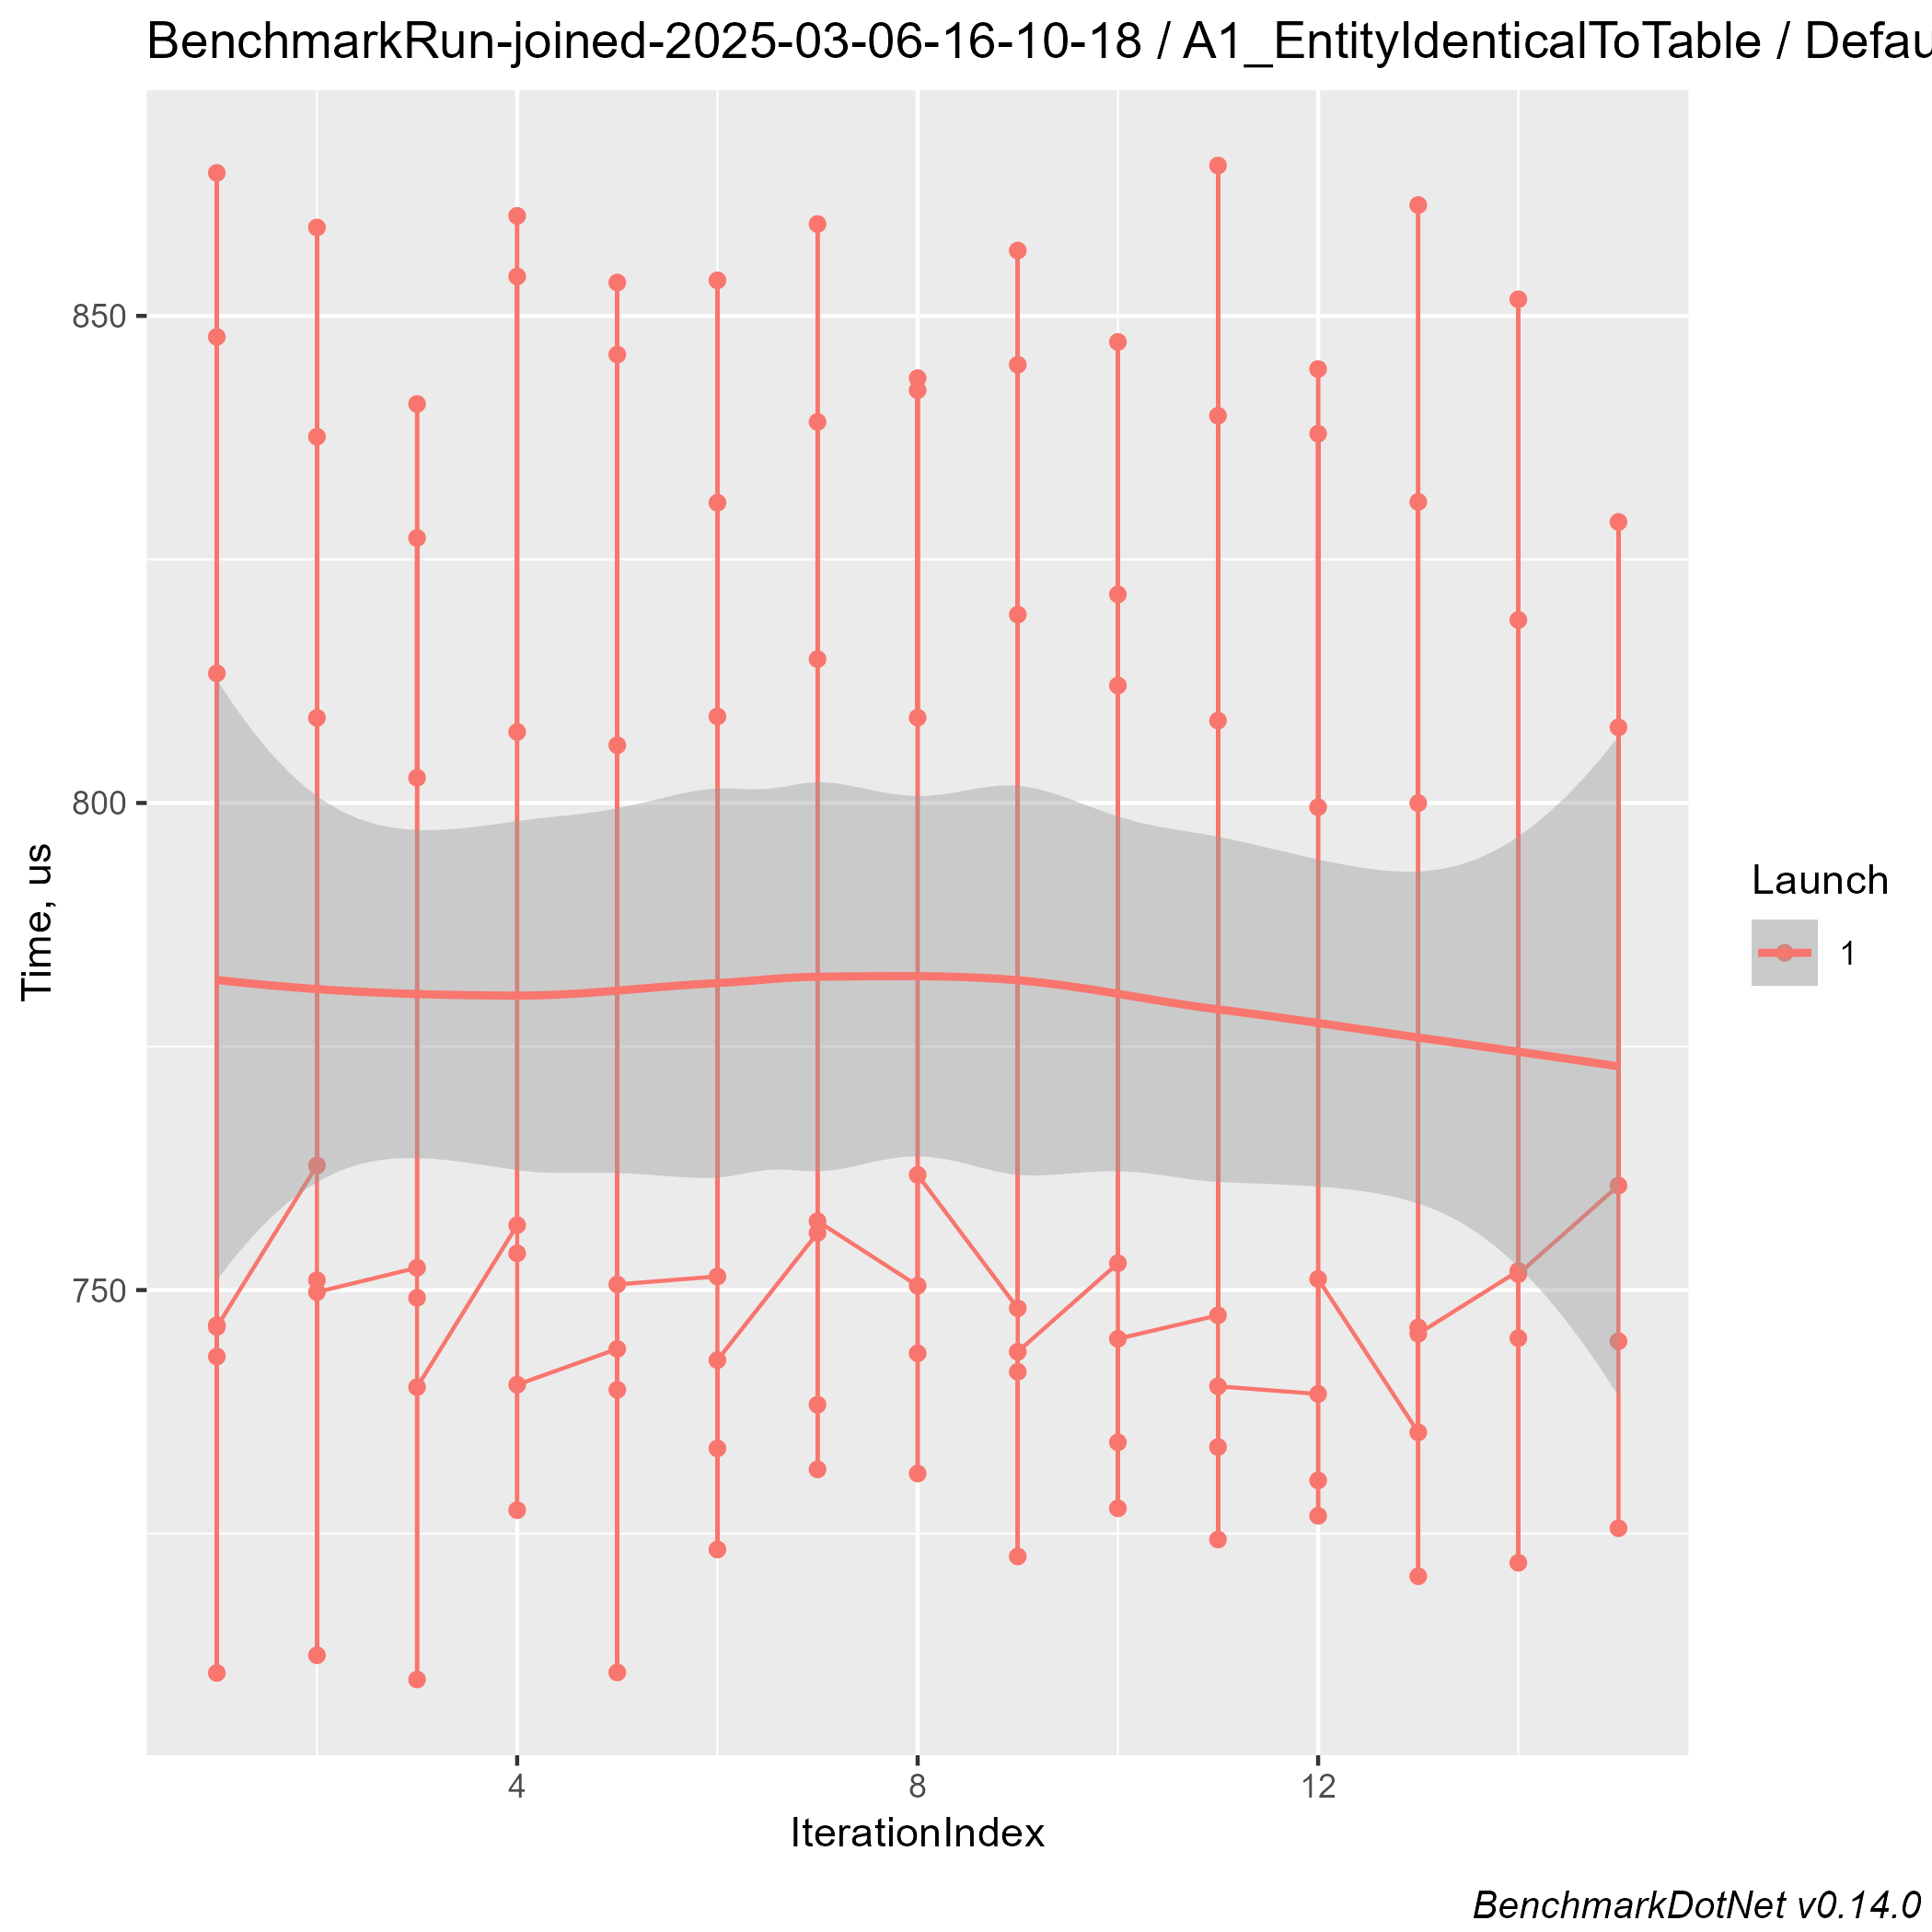 BenchmarkRun-joined-2025-03-06-16-10-18 / A1_EntityIdenticalToTable / Defau
850
800
750
Time, us
4 8 12
IterationIndex
Launch
1
BenchmarkDotNet v0.14.0